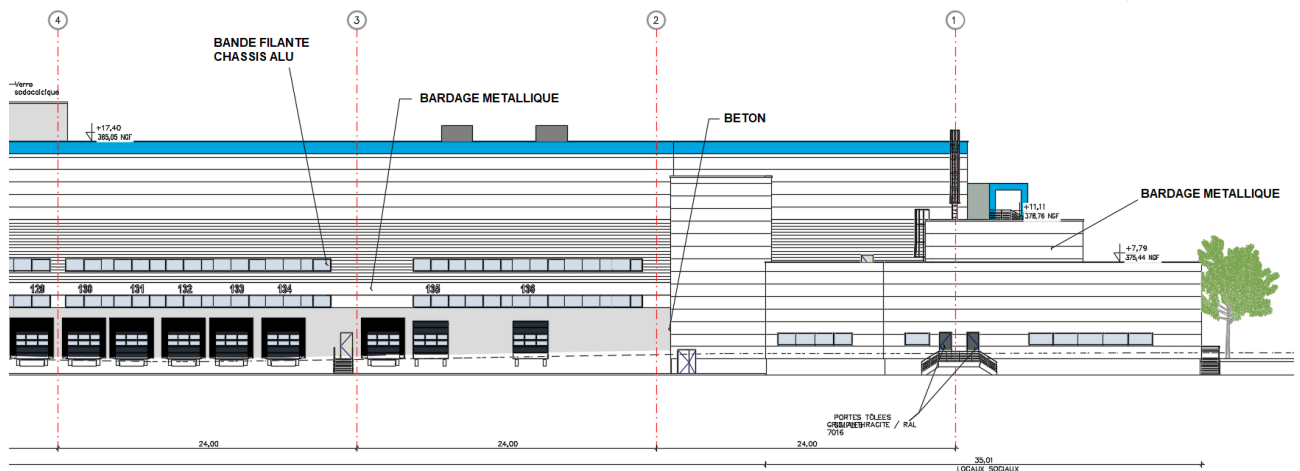 4
3
2
1
BANDE FILANTE
CHASSIS ALU
Verre
sodocalcique
BARDAGE METALLIQUE
BETON
+17,40
385,05 NGF
BARDAGE METALLIQUE
+11,11
378,76 NGF
+7,79
375,44 NGF
129
130
131
132
133
134
135
136
PORTES TÔLEES
/ RAL
7016
24,00
24,00
24,00
35,01
LOCAUX SOCIAUX